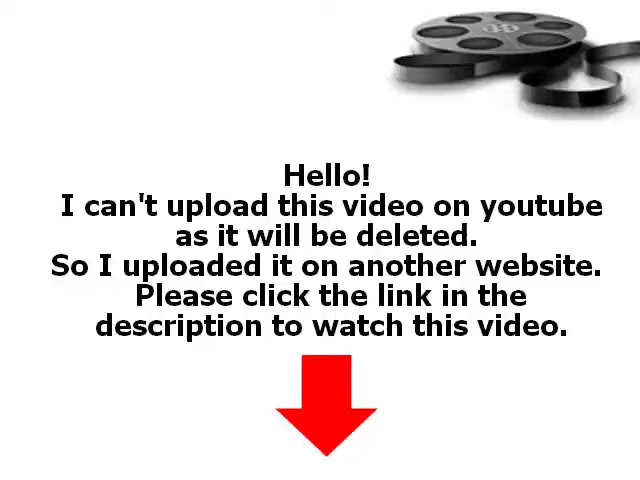 Hello!
I can't upload this video on youtube
as it will be deleted.
So I uploaded it on another website.
Please click the link in the
description to watch this video.